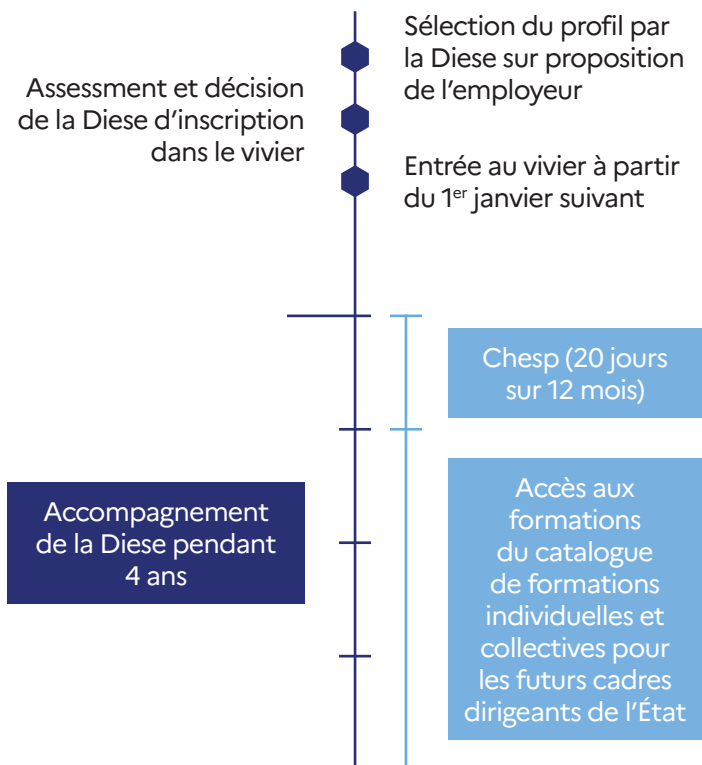 Sélection du profil par
la Diese sur proposition
de l’employeur
Assessment et décision
de la Diese d’inscription
dans le vivier
Entrée au vivier à partir
du 1er janvier suivant
Chesp (20 jours
sur 12 mois)
Accompagnement
de la Diese pendant
4 ans
Accès aux
formations
du catalogue
de formations
individuelles et
collectives pour
les futurs cadres
dirigeants de l’État